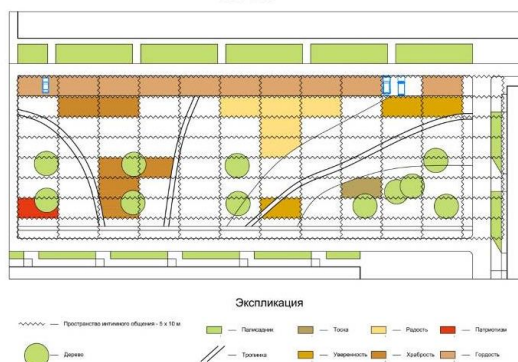 Экспликация
Пространство интимного общения - 5 х 10 м
Палисадник
Тоска
Радость
Патриотизм
Дерево
Тропинка
Уверенность
Храбрость
Гордость